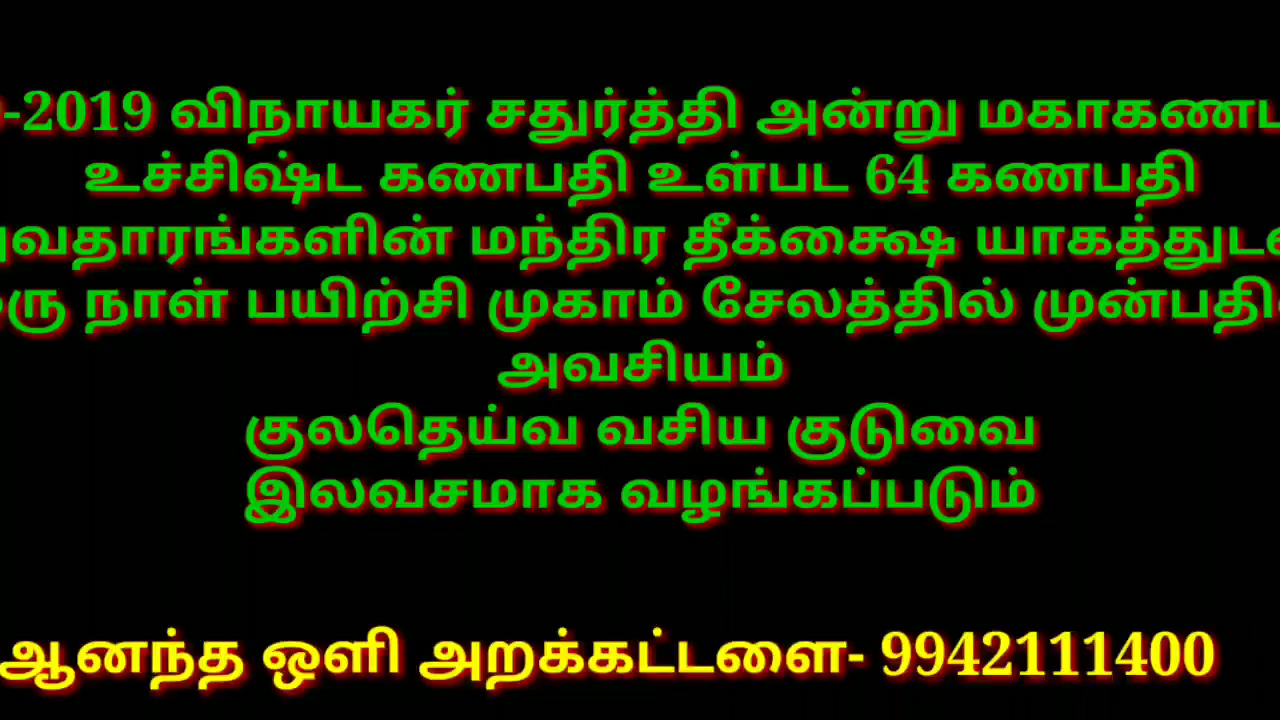 -2019 விநாயகர் சதுர்த்தி அன்று மகாகணப
உச்சிஷ்ட கணபதி உள்பட 64 கணபதி
வதாரங்களின் மந்திர தீக்க்ஷை யாகத்துட
ரு நாள் பயிற்சி முகாம் சேலத்தில் முன்பதி
அவசியம்
குலதெய்வ வசிய குடுவை
இலவசமாக வழங்கப்படும்
ஆனந்த ஒளி அறக்கட்டளை- 9942111400